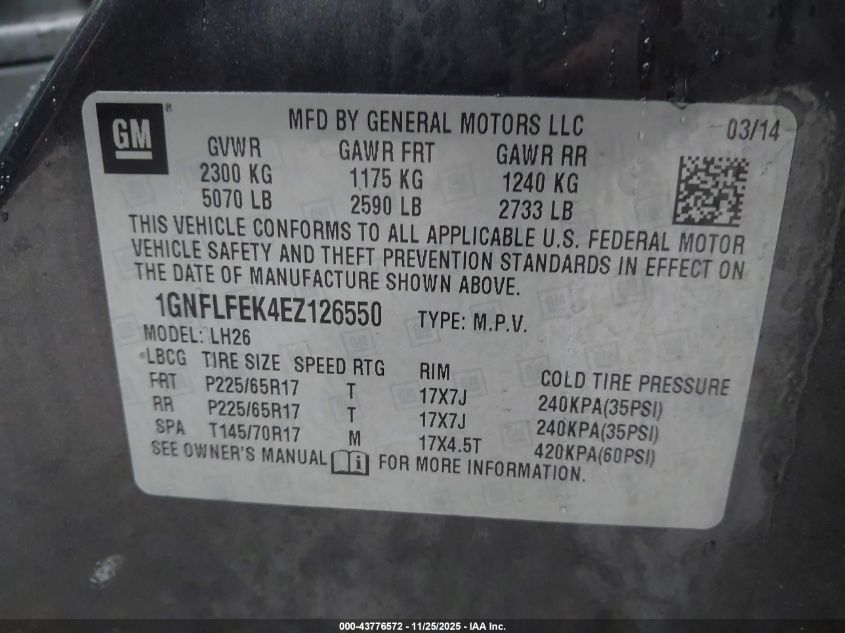 GM ®
MFD BY GENERAL MOTORS LLC
03/14
GVWR GAWR FRT GAWR RR
2300 KG 1175 KG 1240 KG
5070 LB 2590 LB 2733 LB
THIS VEHICLE CONFORMS TO ALL APPLICABLE U.S. FEDERAL MOTOR
VEHICLE SAFETY AND THEFT PREVENTION STANDARDS IN EFFECT ON
THE DATE OF MANUFACTURE SHOWN ABOVE.
1GNFLFEK4EZ126550 TYPE: M.P.V.
MODEL: LH26
LBCG TIRE SIZE SPEED RTG RIM COLD TIRE PRESSURE
FRT P225/65R17 T 17X7J 240KPA(35PSI)
RR P225/65R17 T 17X7J 240KPA(35PSI)
SPA T145/70R17 M 17X4.5T 420KPA(60PSI)
SEE OWNER'S MANUAL FOR MORE INFORMATION.
000-43776572 - 11/25/2025 - IAA Inc.